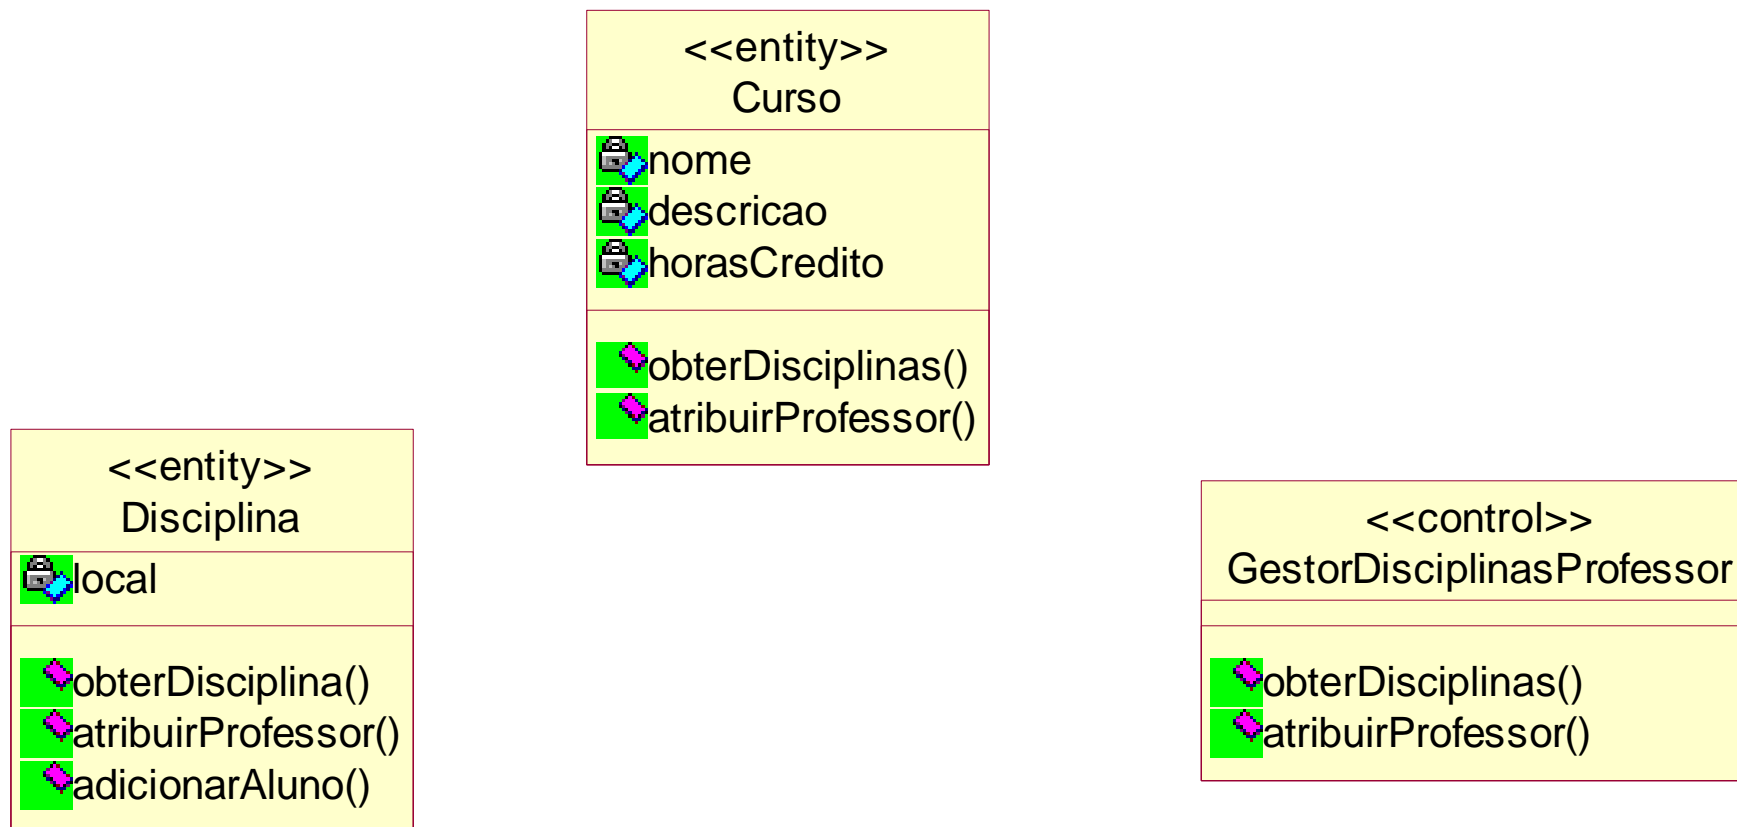 <<entity>>
Curso
nome
descricao
horasCredito
obterDisciplinas()
atribuirProfessor()
<<entity>>
Disciplina
local
obterDisciplina()
atribuirProfessor()
adicionarAluno()
<<control>>
GestorDisciplinasProfessor
obterDisciplinas()
atribuirProfessor()